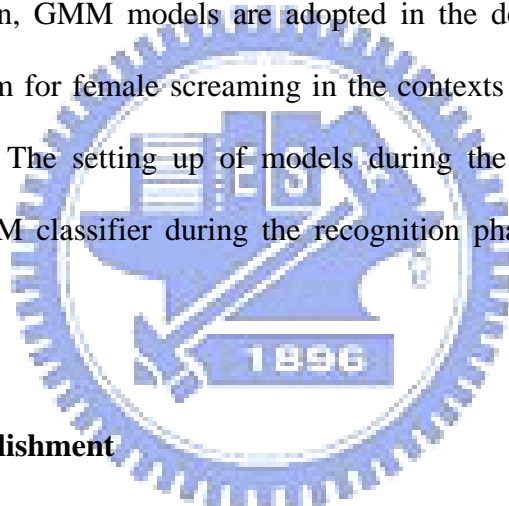 n, GMM models are adopted in the de
m for female screaming in the contexts
The setting up of models during the
M classifier during the recognition pha
ES
1896
lishment